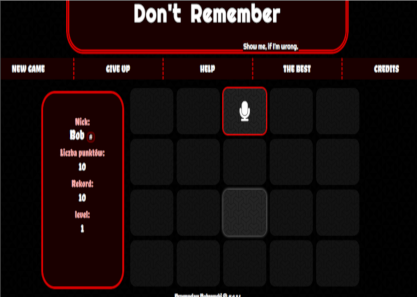 Don't Remember
Show me, if I'm wrong.
NEW GAME
GIVE UP
HELP
THE BEST
CREDITS
Nick:
Bob
Liczba punktów:
10
Rekord:
10
level:
1